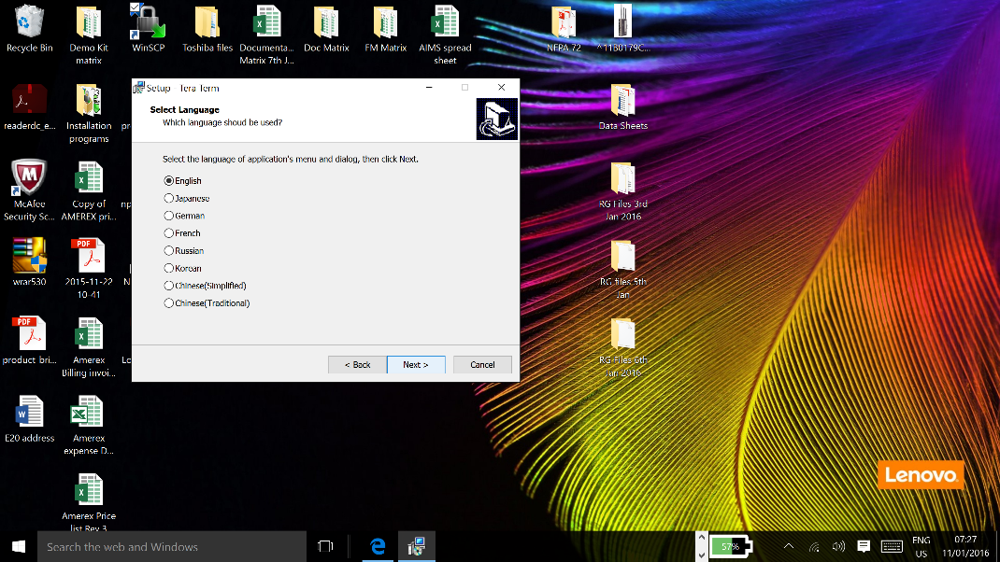 Recycle Bin
Demo Kit
matrix
WinSCP
Toshiba files
Documenta...
Matrix 7th J...
Doc Matrix
FM Matrix
AIMS spread
sheet
NFPA 72
^1130179C...
readerdc_e...
Installation
programs
pr
Data Sheets
McAfee
Security Sc...
Copy of
AMEREX pri...
np
RG Files 3rd
Jan 2016
wrar530
PDF
2015-11-22
10-41
N
RG files 5th
Jan
PDF
product_bri...
Amerex
Billing invoi...
Lo
RG Files 6th
Jan 2016
E20 address
Amerex
expense D...
Amerex Price
list Rev 3
Setup - Tera Term
Select Language
Which language shoud be used?
Select the language of application's menu and dialog, then click Next.
English
Japanese
German
French
Russian
Korean
Chinese(Simplified)
Chinese(Traditional)
< Back
Next >
Cancel
Lenovo
Search the web and Windows
57%
ENG
US
07:27
11/01/2016